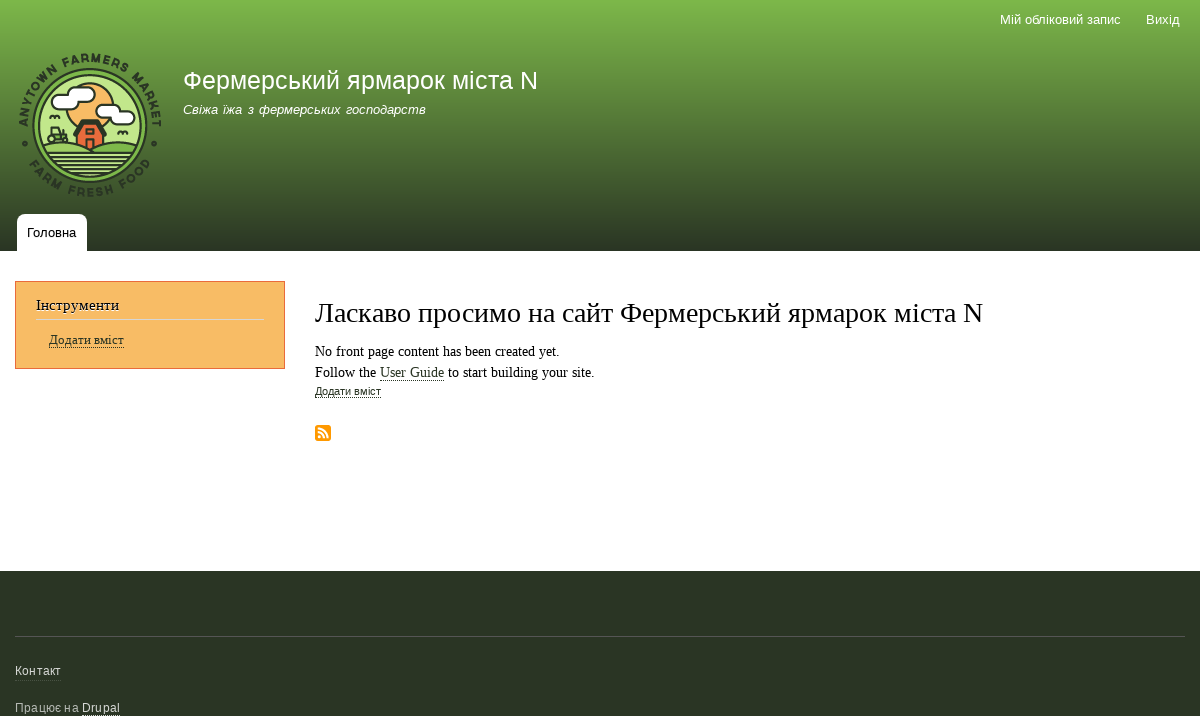 Мій обліковий запис
Вихід
ANYTOWN FARMERS MARKET
FARM FRESH FOOD
Фермерський ярмарок міста N
Свіжа їжа з фермерських господарств
Головна
Інструменти
Додати вміст
Ласкаво просимо на сайт Фермерський ярмарок міста N
No front page content has been created yet.
Follow the User Guide to start building your site.
Додати вміст
Контакт
Працює на Drupal